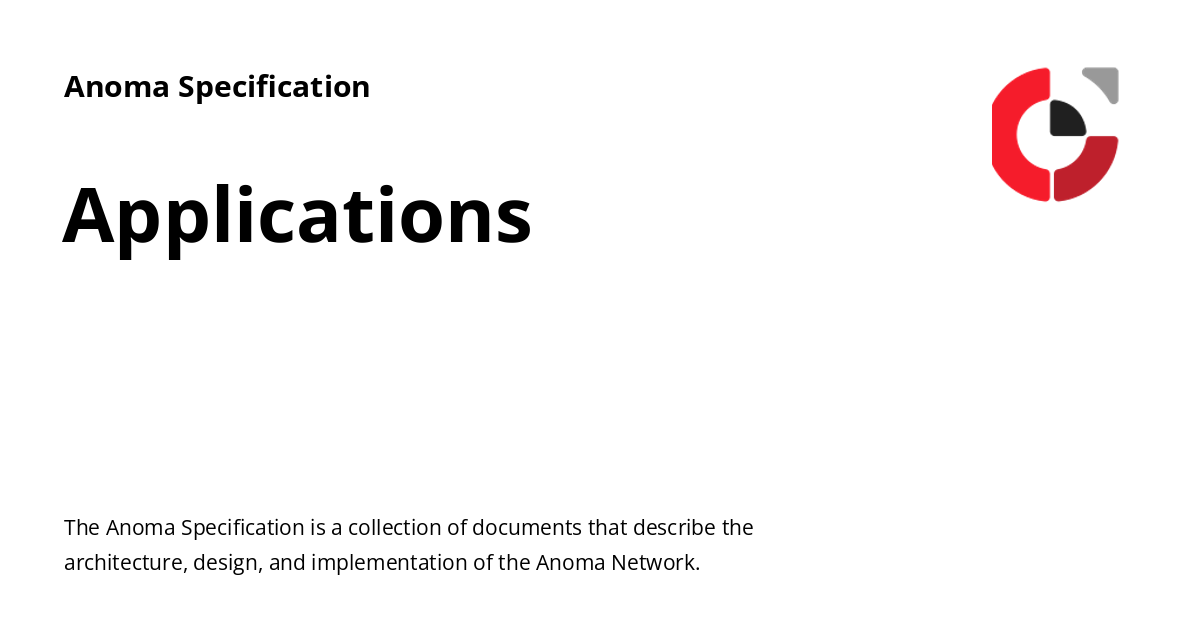 Anoma Specification
Applications
The Anoma Specification is a collection of documents that describe the
architecture, design, and implementation of the Anoma Network.